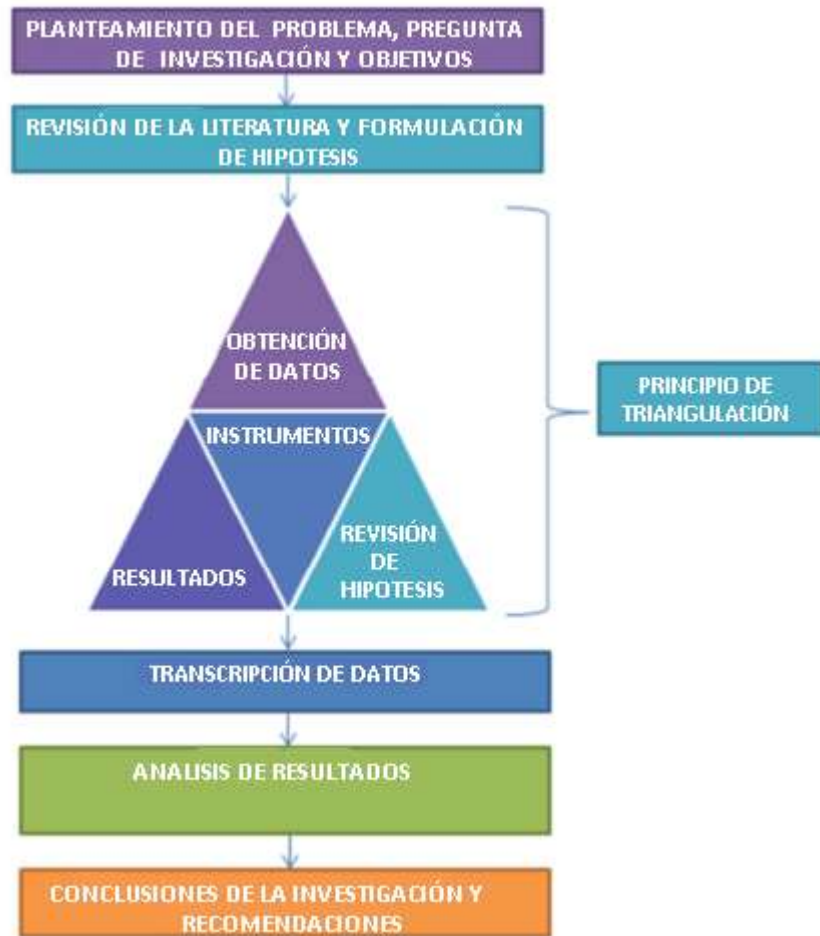 PLANTEAMIENTO DEL PROBLEMA, PREGUNTA
DE INVESTIGACIÓN Y OBJETIVOS
REVISIÓN DE LA LITERATURA Y FORMULACIÓN
DE HIPOTESIS
OBTENCIÓN
DE DATOS
PRINCIPIO DE
TRIANGULACIÓN
INSTRUMENTOS
RESULTADOS
REVISIÓN
DE
HIPOTESIS
TRANSCRIPCIÓN DE DATOS
ANALISIS DE RESULTADOS
CONCLUSIONES DE LA INVESTIGACIÓN Y
RECOMENDACIONES